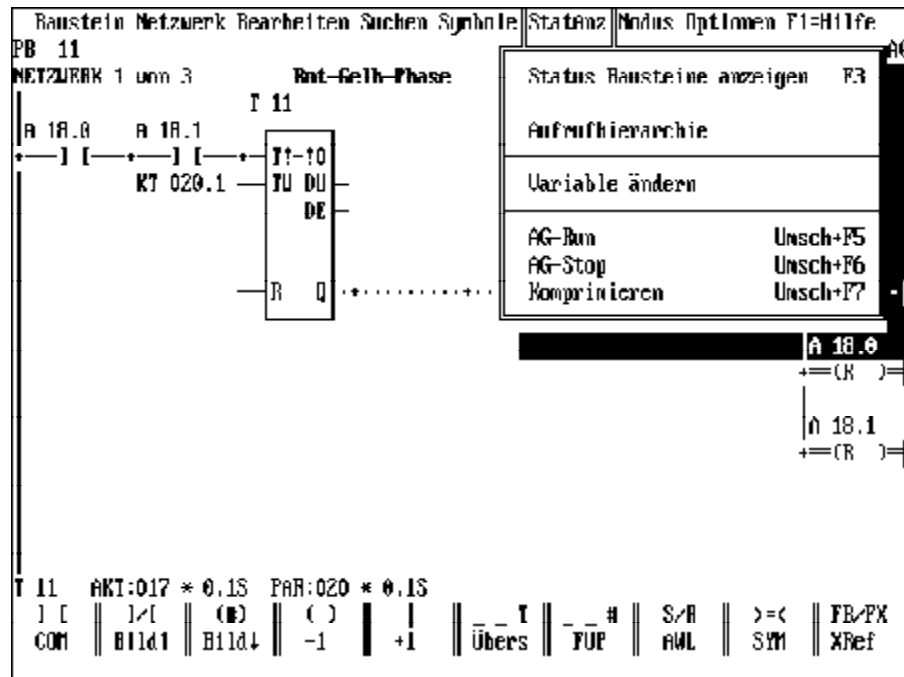 Baustein Netzwerk Bearbeiten Suchen Symbole StatAnz Modus Optionen F1=Hilfe
PB 11 AG
NETZWERK 1 von 3 Rot-Gelb-Phase Status Bausteine anzeigen F3
T 11
A 18.0 A 18.1 Aufrufhierarchie
] [ ] [ T!-!0
KT 020.1 TW DU Variable ändern
DE
AG-Run Umsch+F5
AG-Stop Umsch+F6
R Q Komprimieren Umsch+F7
A 18.0
(R )
A 18.1
(R )
T 11 AKT:017 * 0.1S PAR:020 * 0.1S
] [ ]/[ (#) ( ) | _ _ T _ _ # S/R >=< FB/FX
COM Bild↑ Bild↓ -1 +1 Übers FUP AWL SYM XRef